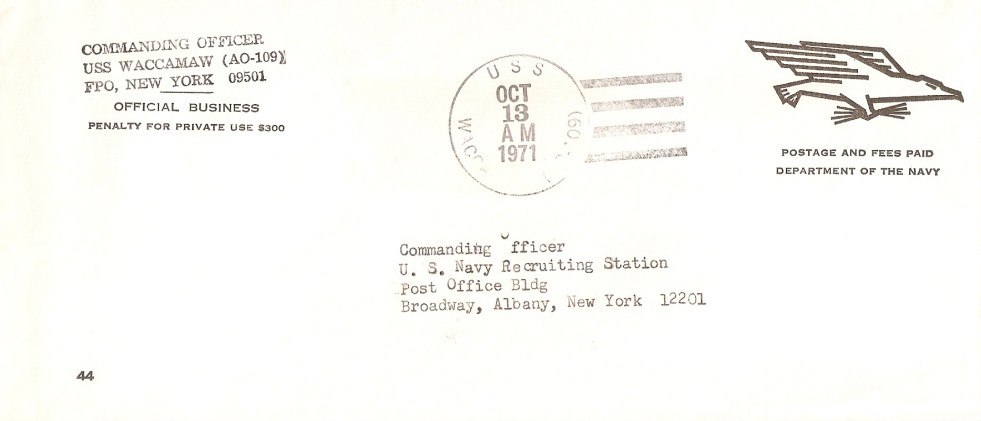 COMMANDING OFFICER
USS WACCAMAW (AO-109)
FPO, NEW YORK 09501
OFFICIAL BUSINESS
PENALTY FOR PRIVATE USE $300
USS
OCT
13
AM
1971
POSTAGE AND FEES PAID
DEPARTMENT OF THE NAVY
Commanding Officer
U. S. Navy Recruiting Station
Post Office Bldg
Broadway, Albany, New York 12201
44